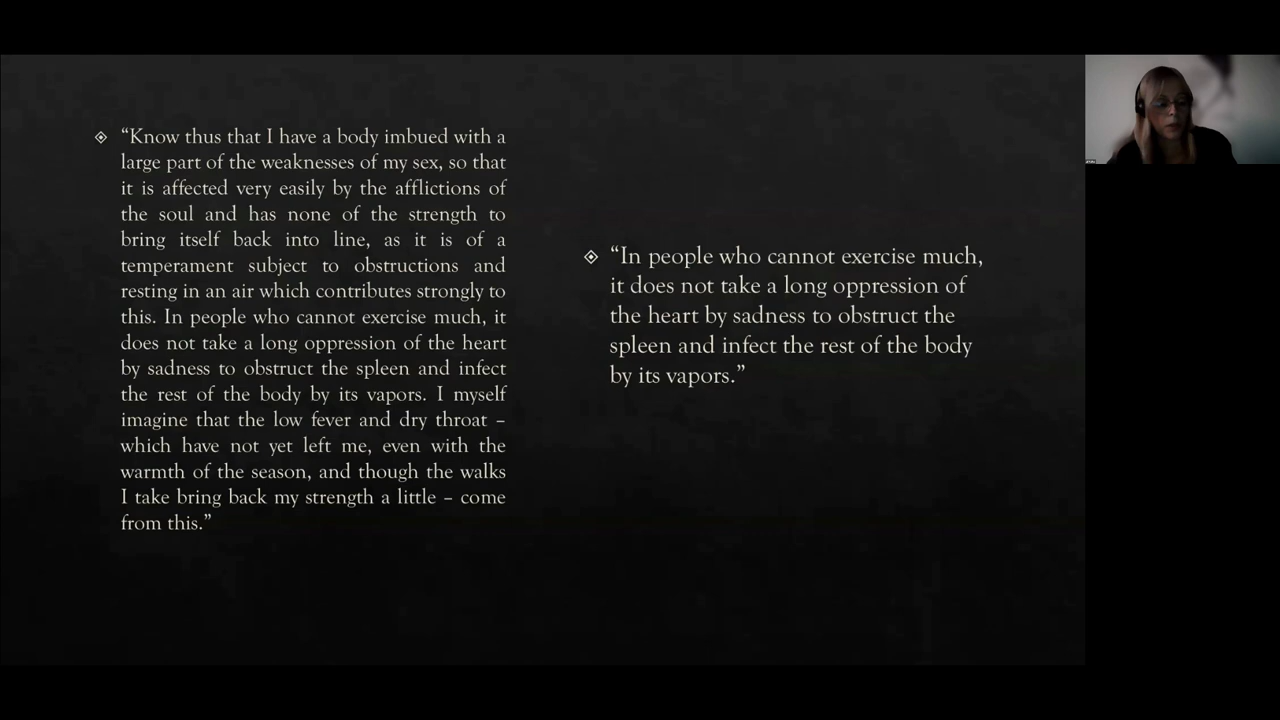 “Know thus that I have a body imbued with a
large part of the weaknesses of my sex, so that
it is affected very easily by the afflictions of
the soul and has none of the strength to
bring itself back into line, as it is of a
temperament subject to obstructions and
resting in an air which contributes strongly to
this. In people who cannot exercise much, it
does not take a long oppression of the heart
by sadness to obstruct the spleen and infect
the rest of the body by its vapors. I myself
imagine that the low fever and dry throat –
which have not yet left me, even with the
warmth of the season, and though the walks
I take bring back my strength a little – come
from this.”
“In people who cannot exercise much,
it does not take a long oppression of
the heart by sadness to obstruct the
spleen and infect the rest of the body
by its vapors.”